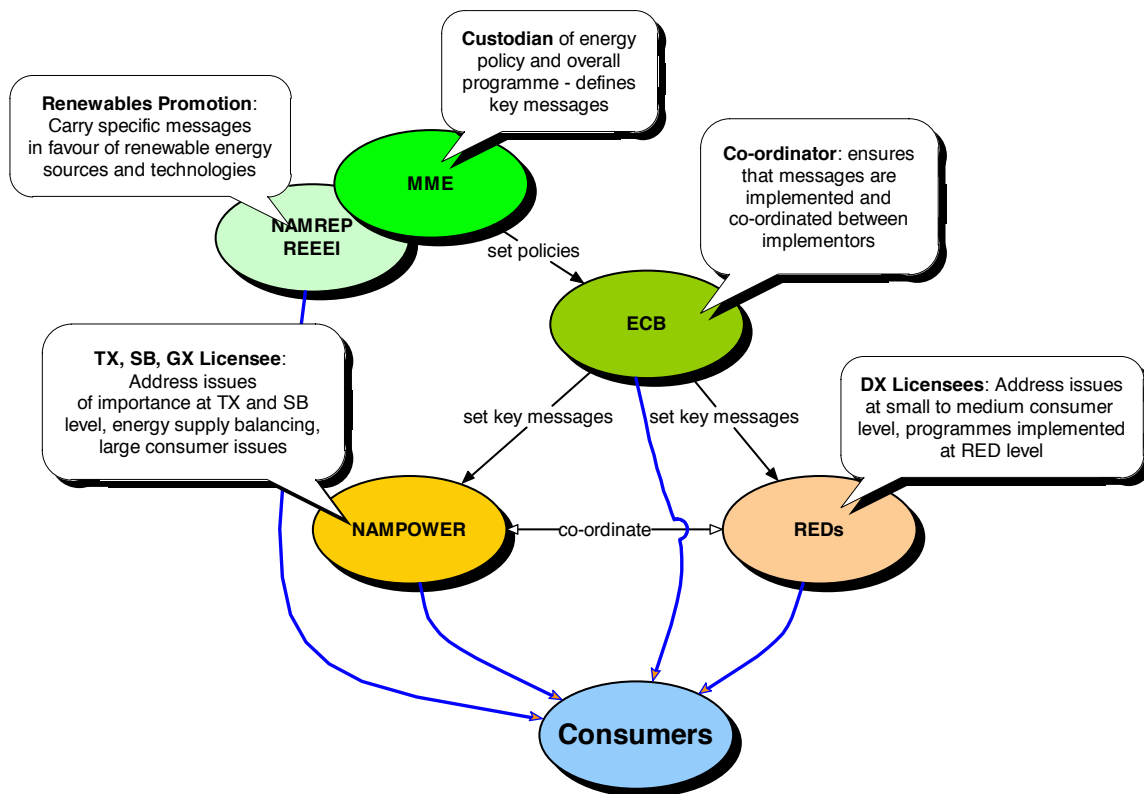 Custodian of energy
policy and overall
programme - defines
key messages
Renewables Promotion:
Carry specific messages
in favour of renewable energy
sources and technologies
MME
Co-ordinator: ensures
that messages are
implemented and
co-ordinated between
implementors
NAMREP
REEEI
set policies
ECB
TX, SB, GX Licensee:
Address issues
of importance at TX and SB
level, energy supply balancing,
large consumer issues
DX Licensees: Address issues
at small to medium consumer
level, programmes implemented
at RED level
set key messages
set key messages
NAMPOWER
co-ordinate
REDs
Consumers